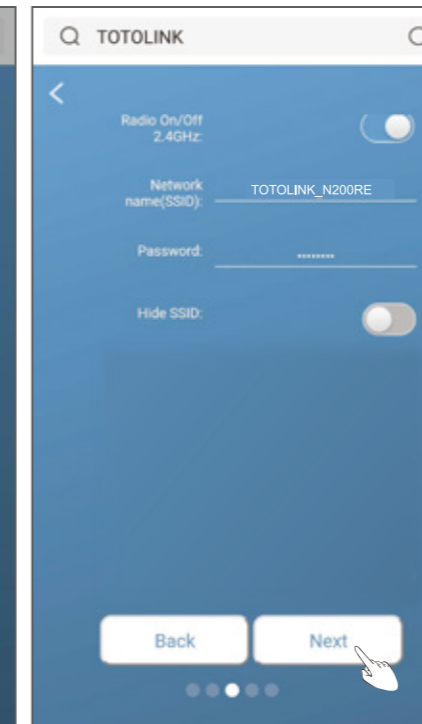 TOTOLINK
Radio On/Off
2.4GHz:
Network
name(SSID):
TOTOLINK_N200RE
Password:
••••••••
Hide SSID:
Back
Next